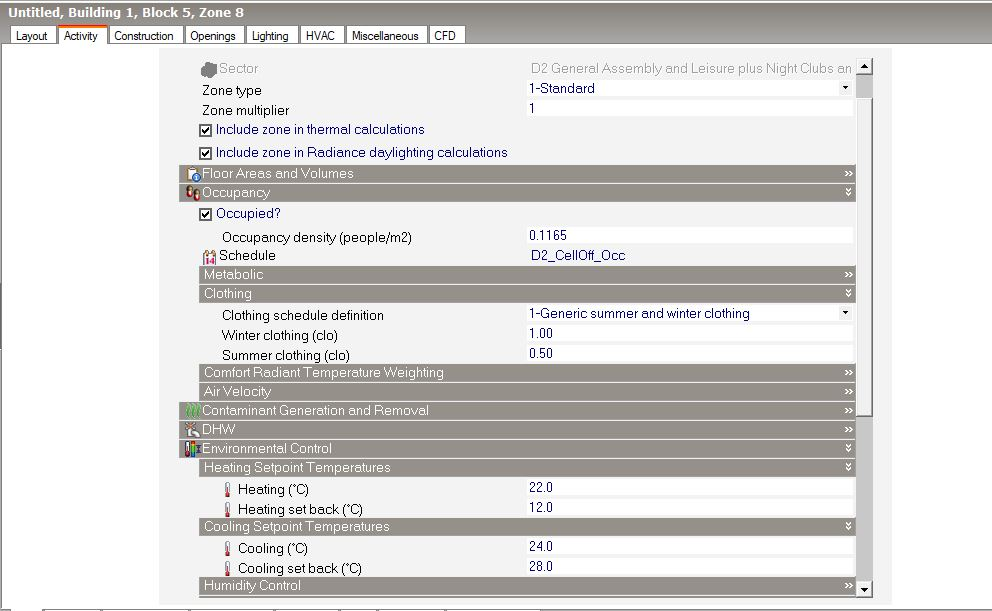 Untitled, Building 1, Block 5, Zone 8
Layout Activity Construction Openings Lighting HVAC Miscellaneous CFD
Sector D2 General Assembly and Leisure plus Night Clubs an
Zone type 1-Standard
Zone multiplier 1
Include zone in thermal calculations
Include zone in Radiance daylighting calculations
Floor Areas and Volumes »
Occupancy
Occupied?
Occupancy density (people/m2) 0.1165
Schedule D2_CellOff_Occ
Metabolic »
Clothing
Clothing schedule definition 1-Generic summer and winter clothing
Winter clothing (clo) 1.00
Summer clothing (clo) 0.50
Comfort Radiant Temperature Weighting »
Air Velocity »
Contaminant Generation and Removal »
DHW »
Environmental Control
Heating Setpoint Temperatures
Heating (°C) 22.0
Heating set back (°C) 12.0
Cooling Setpoint Temperatures
Cooling (°C) 24.0
Cooling set back (°C) 28.0
Humidity Control »